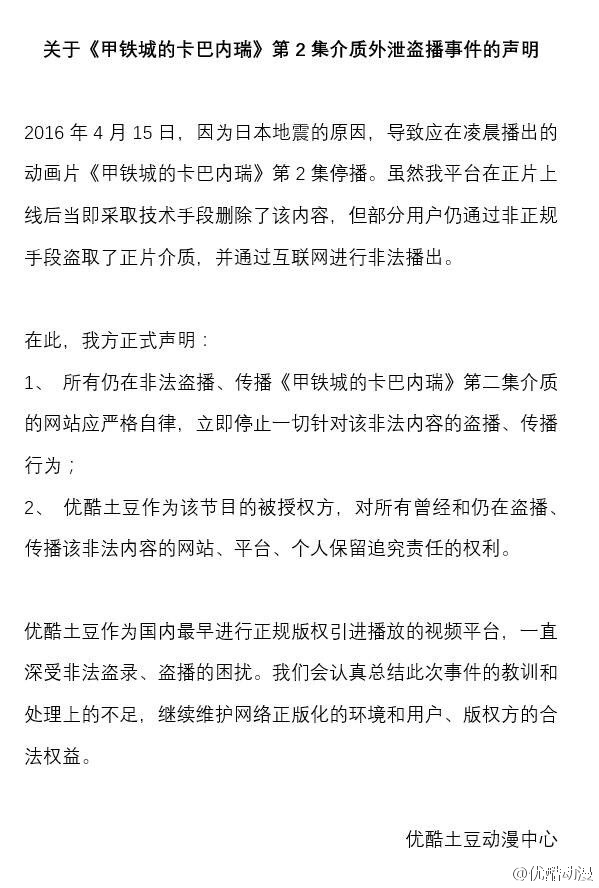 关于《甲铁城的卡巴内瑞》第 2 集介质外泄盗播事件的声明
2016 年 4 月 15 日，因为日本地震的原因，导致应在凌晨播出的
动画片《甲铁城的卡巴内瑞》第 2 集停播。虽然我平台在正片上
线后当即采取技术手段删除了该内容，但部分用户仍通过非正规
手段盗取了正片介质，并通过互联网进行非法播出。
在此，我方正式声明：
1、 所有仍在非法盗播、传播《甲铁城的卡巴内瑞》第二集介质
的网站应严格自律，立即停止一切针对该非法内容的盗播、传播
行为；
2、 优酷土豆作为该节目的被授权方，对所有曾经和仍在盗播、
传播该非法内容的网站、平台、个人保留追究责任的权利。
优酷土豆作为国内最早进行正规版权引进播放的视频平台，一直
深受非法盗录、盗播的困扰。我们会认真总结此次事件的教训和
处理上的不足，继续维护网络正版化的环境和用户、版权方的合
法权益。
优酷土豆动漫中心
@优酷动漫